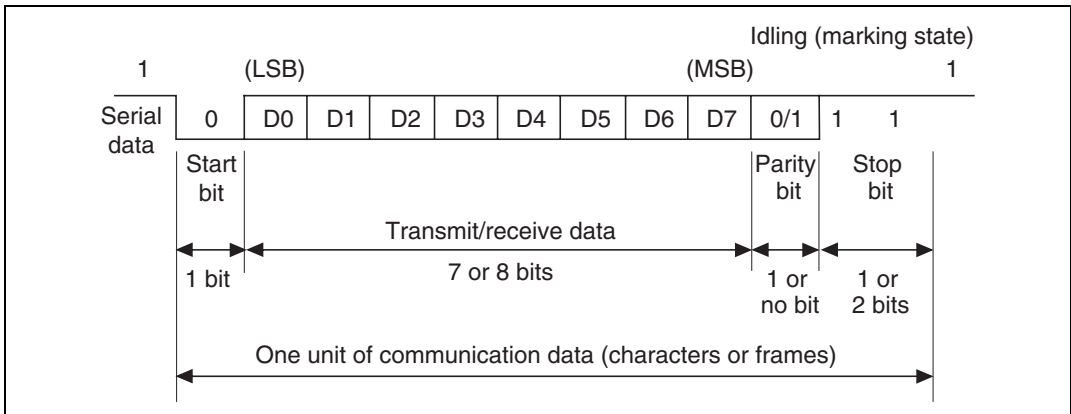 Idling (marking state)
1 (LSB) (MSB) 1
Serial data 0 D0 D1 D2 D3 D4 D5 D6 D7 0/1 1 1
Start bit Parity bit Stop bit
Transmit/receive data
1 bit 7 or 8 bits 1 or no bit 1 or 2 bits
One unit of communication data (characters or frames)